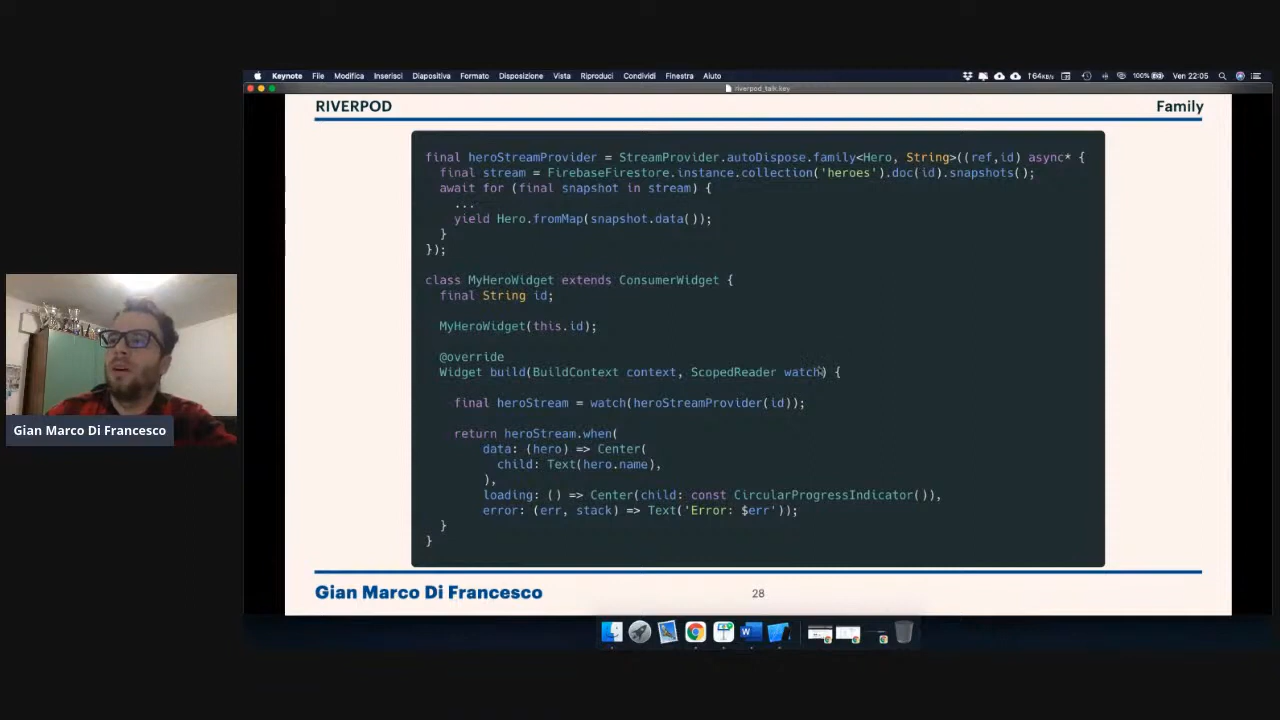 Keynote File Modifica Inserisci Diapositiva Formato Disposizione Vista Riproduci Condividi Finestra Aiuto
164KB/s 100% Ven 22:05
riverpod_talk.key
RIVERPOD Family
final heroStreamProvider = StreamProvider.autoDispose.family<Hero, String>((ref,id) async* {
final stream = FirebaseFirestore.instance.collection('heroes').doc(id).snapshots();
await for (final snapshot in stream) {
...
yield Hero.fromMap(snapshot.data());
}
});
class MyHeroWidget extends ConsumerWidget {
final String id;
MyHeroWidget(this.id);
@override
Widget build(BuildContext context, ScopedReader watch) {
final heroStream = watch(heroStreamProvider(id));
return heroStream.when(
data: (hero) => Center(
child: Text(hero.name),
),
loading: () => Center(child: const CircularProgressIndicator()),
error: (err, stack) => Text('Error: $err'));
}
}
Gian Marco Di Francesco
28
Gian Marco Di Francesco